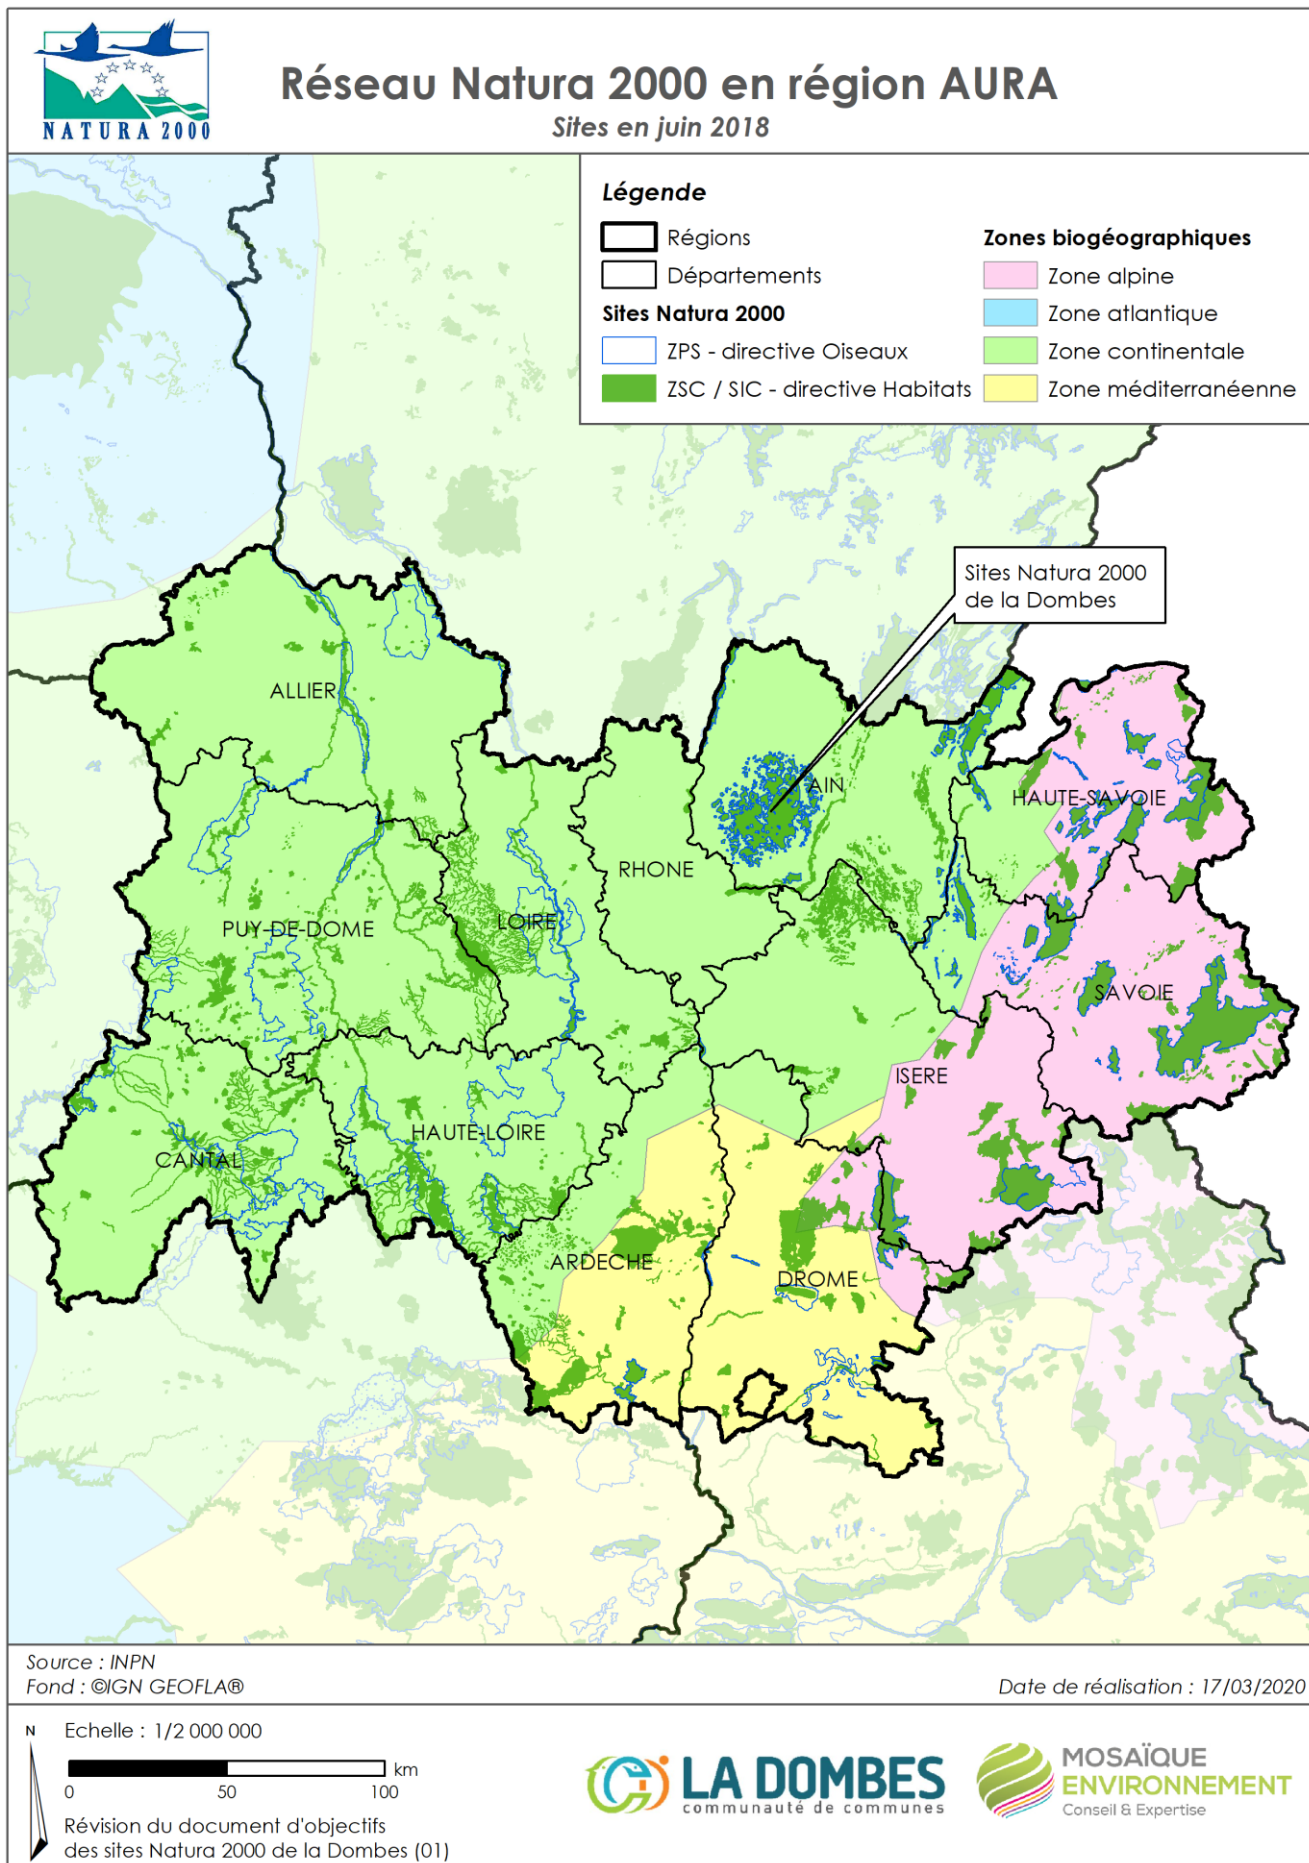 NATURA 2000
Réseau Natura 2000 en région AURA
Sites en juin 2018
Légende
Régions
Départements
Sites Natura 2000
ZPS - directive Oiseaux
ZSC / SIC - directive Habitats
Zones biogéographiques
Zone alpine
Zone atlantique
Zone continentale
Zone méditerranéenne
Sites Natura 2000
de la Dombes
ALLIER
AIN
HAUTE-SAVOIE
RHONE
LOIRE
PUY-DE-DOME
SAVOIE
ISERE
HAUTE-LOIRE
CANTAL
ARDECHE
DROME
Source : INPN
Fond : ©IGN GEOFLA®
Date de réalisation : 17/03/2020
N
Echelle : 1/2 000 000
km
0 50 100
Révision du document d'objectifs
des sites Natura 2000 de la Dombes (01)
LA DOMBES
communauté de communes
MOSAÏQUE
ENVIRONNEMENT
Conseil & Expertise